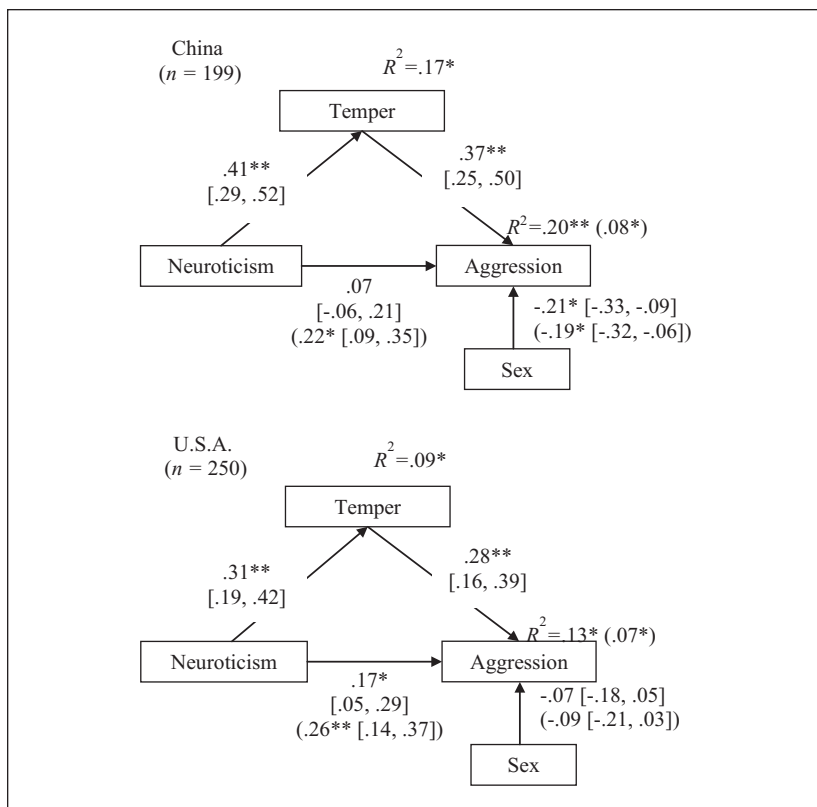 China
(n = 199)
R²=.17*
Temper
.41**
[.29, .52]
.37**
[.25, .50]
R²=.20** (.08*)
Neuroticism
Aggression
.07
[-.06, .21]
(.22* [.09, .35])
-.21* [-.33, -.09]
(-.19* [-.32, -.06])
Sex
U.S.A.
(n = 250)
R²=.09*
Temper
.31**
[.19, .42]
.28**
[.16, .39]
R²=.13* (.07*)
Neuroticism
Aggression
.17*
[.05, .29]
(.26** [.14, .37])
-.07 [-.18, .05]
(-.09 [-.21, .03])
Sex